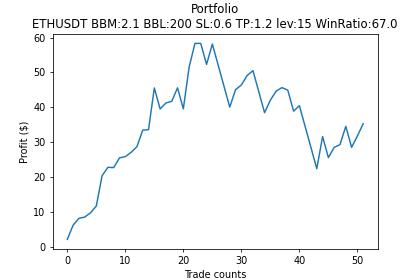 Portfolio
ETHUSDT BBM:2.1 BBL:200 SL:0.6 TP:1.2 lev:15 WinRatio:67.0
60
50
40
30
20
10
0
Profit ($)
0 10 20 30 40 50
Trade counts